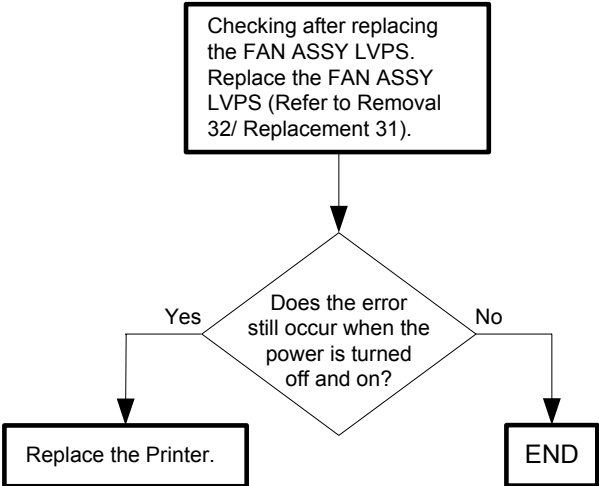 Checking after replacing
the FAN ASSY LVPS.
Replace the FAN ASSY
LVPS (Refer to Removal
32/ Replacement 31).
Does the error
still occur when the
power is turned
off and on?
Yes
No
Replace the Printer.
END